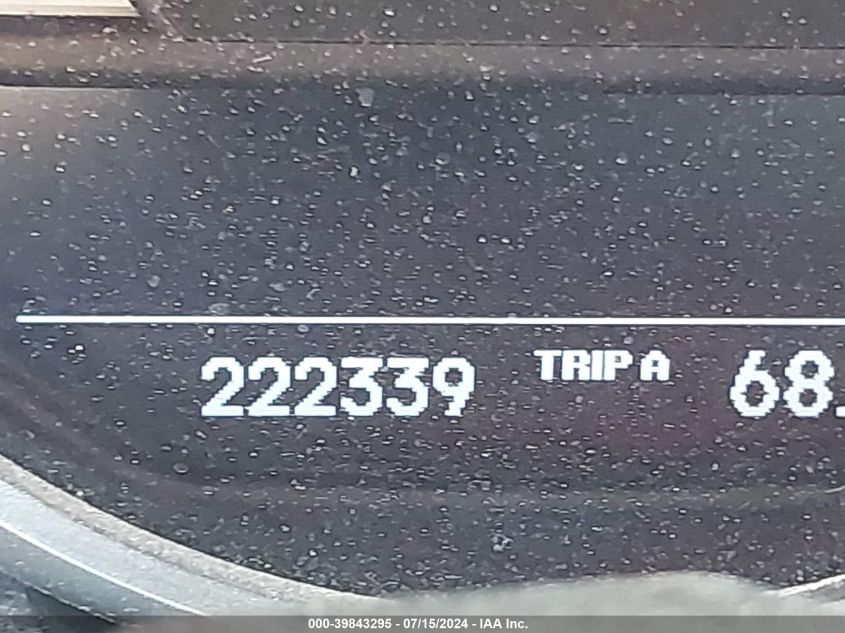 222339 TRIP A 68.
000-39843295 - 07/15/2024 - IAA Inc.